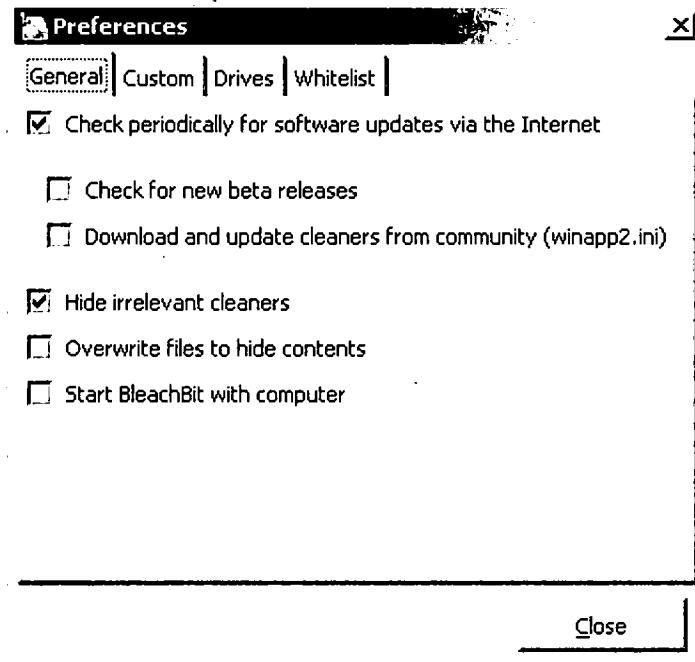 Preferences
General Custom Drives Whitelist
Check periodically for software updates via the Internet
Check for new beta releases
Download and update cleaners from community (winapp2.ini)
Hide irrelevant cleaners
Overwrite files to hide contents
Start BleachBit with computer
Close